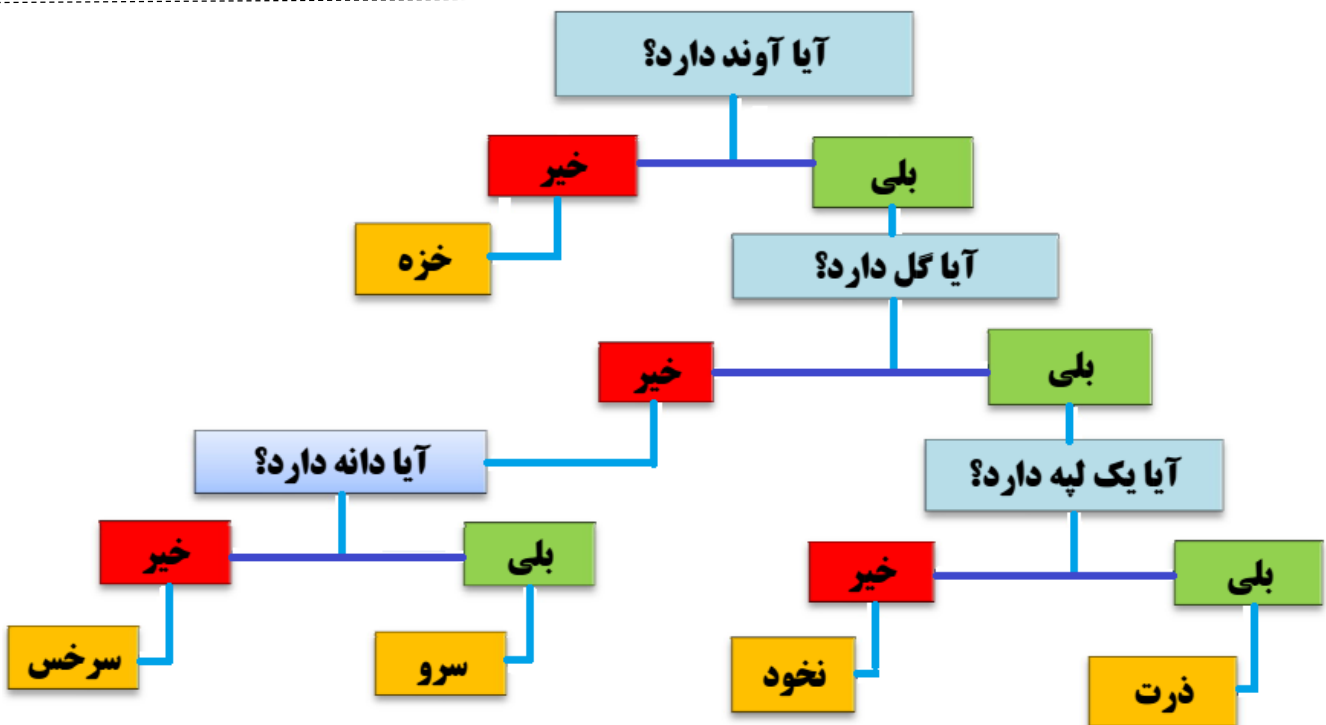 آیا آوند دارد؟
بلی
خیر
خزه
آیا گل دارد؟
بلی
خیر
آیا یک لپه دارد؟
آیا دانه دارد؟
بلی
خیر
بلی
خیر
ذرت
نخود
سرو
سرخس